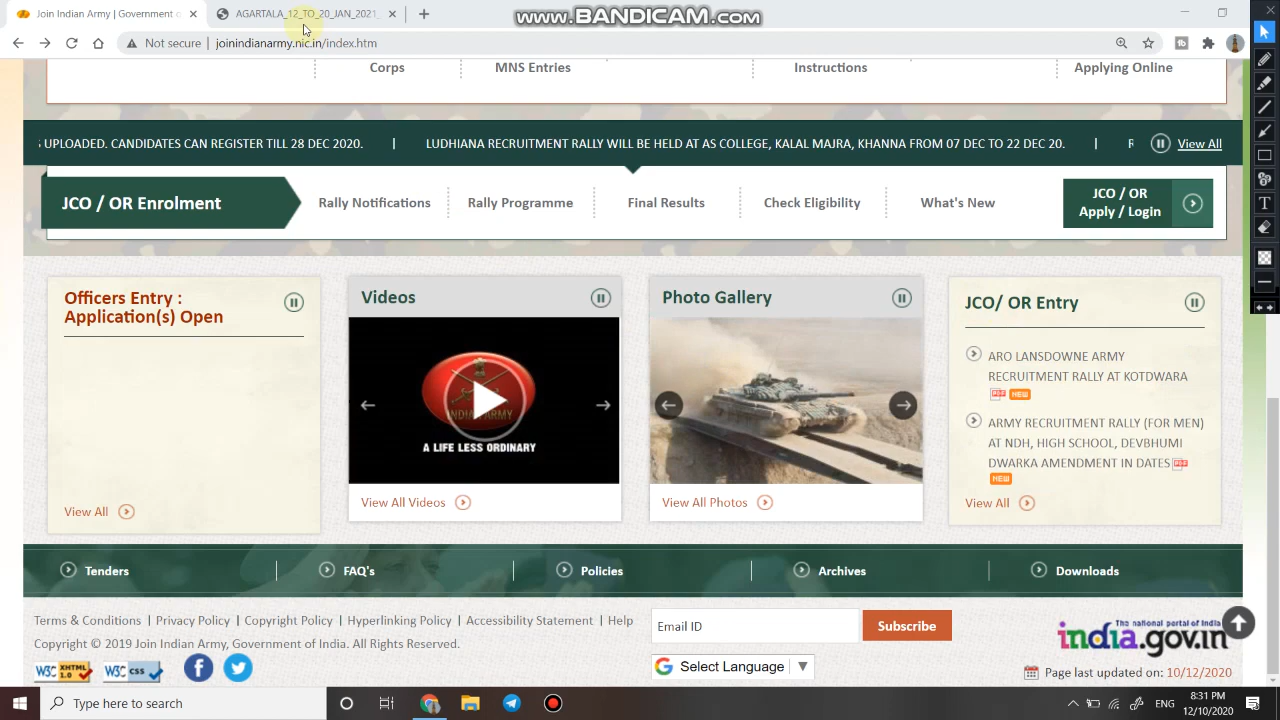 Join Indian Army | Government o
AGARTALA_12_TO_20_JAN_2021_
www.BANDICAM.com
Not secure | joinindianarmy.nic.in/index.htm
Corps
MNS Entries
Instructions
Applying Online
UPLOADED. CANDIDATES CAN REGISTER TILL 28 DEC 2020. | LUDHIANA RECRUITMENT RALLY WILL BE HELD AT AS COLLEGE, KALAL MAJRA, KHANNA FROM 07 DEC TO 22 DEC 20. | R
View All
JCO / OR Enrolment
Rally Notifications
Rally Programme
Final Results
Check Eligibility
What's New
JCO / OR
Apply / Login
Officers Entry :
Application(s) Open
View All
Videos
INDIAN ARMY
A LIFE LESS ORDINARY
View All Videos
Photo Gallery
View All Photos
JCO/ OR Entry
ARO LANSDOWNE ARMY
RECRUITMENT RALLY AT KOTDWARA
NEW
ARMY RECRUITMENT RALLY (FOR MEN)
AT NDH, HIGH SCHOOL, DEVBHUMI
DWARKA AMENDMENT IN DATES
NEW
View All
Tenders
FAQ's
Policies
Archives
Downloads
Terms & Conditions | Privacy Policy | Copyright Policy | Hyperlinking Policy | Accessibility Statement | Help
Copyright © 2019 Join Indian Army, Government of India. All Rights Reserved.
W3C XHTML 1.0
W3C css
Email ID
Subscribe
Select Language ▼
The national portal of India
india.gov.in
Page last updated on: 10/12/2020
Type here to search
ENG
8:31 PM
12/10/2020